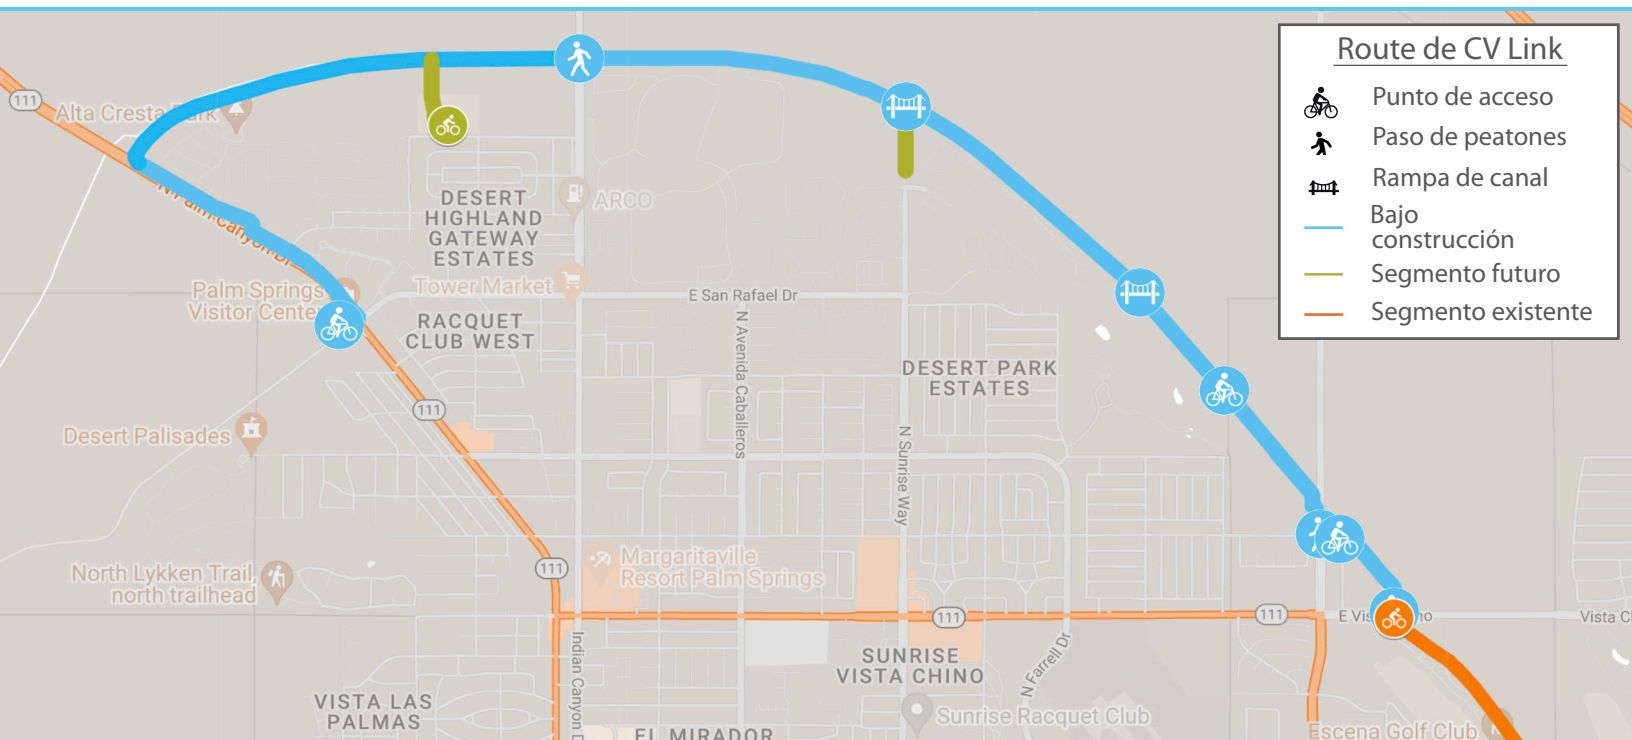 Route de CV Link
Punto de acceso
Paso de peatones
Rampa de canal
Bajo
construcción
Segmento futuro
Segmento existente
111
Alta Cresta Park
N Palm Canyon Dr
DESERT
HIGHLAND
GATEWAY
ESTATES
ARCO
Palm Springs
Visitor Cente
Tower Market
E San Rafael Dr
RACQUET
CLUB WEST
N Avenida Caballeros
DESERT PARK
ESTATES
111
Desert Palisades
N Sunrise Way
North Lykken Trail,
north trailhead
111
Margaritaville
Resort Palm Springs
111
111
E Vis
no
Vista C
Indian Canyon D
SUNRISE
VISTA CHINO
N Farrell Dr
VISTA LAS
PALMAS
Sunrise Racquet Club
EL MIRADOR
Escena Golf Club